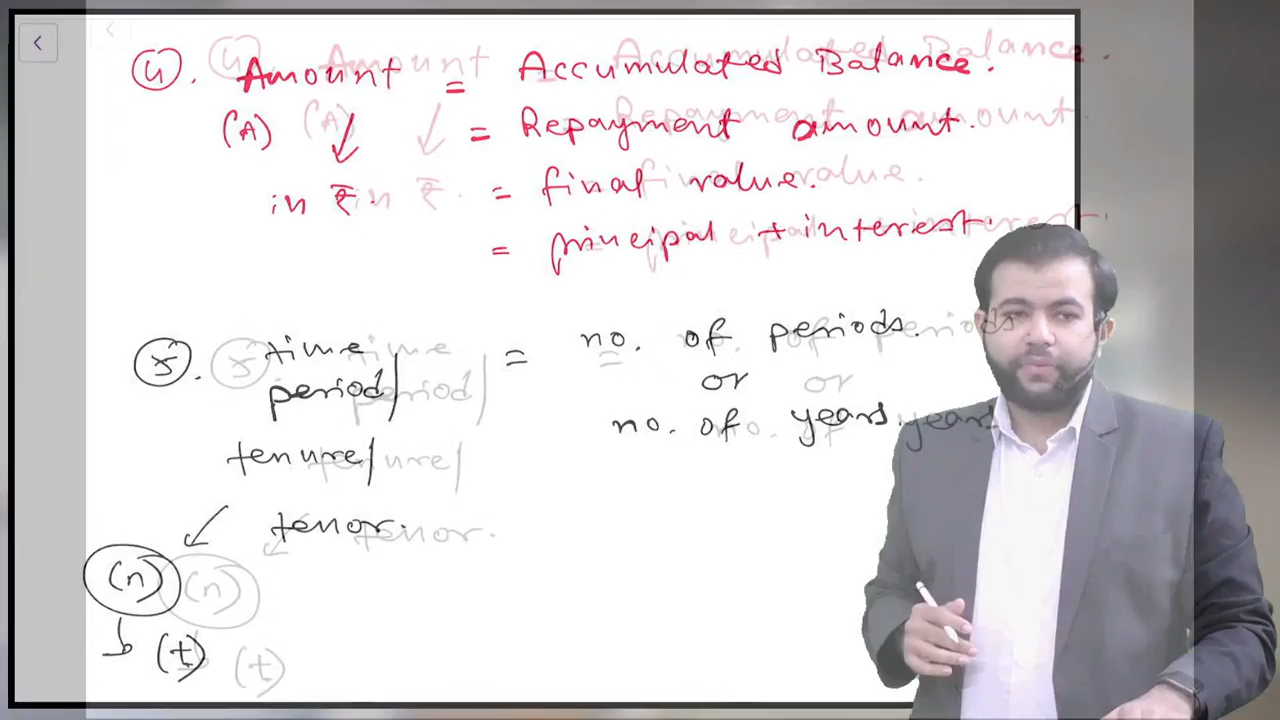 (4). Amount = Accumulated Balance.
(A) = Repayment amount.
in ₹. = final value.
= principal + interest.
(5). time period/ = no. of periods.
or
tenure/ no. of years.
tenor.
(n)
(t)